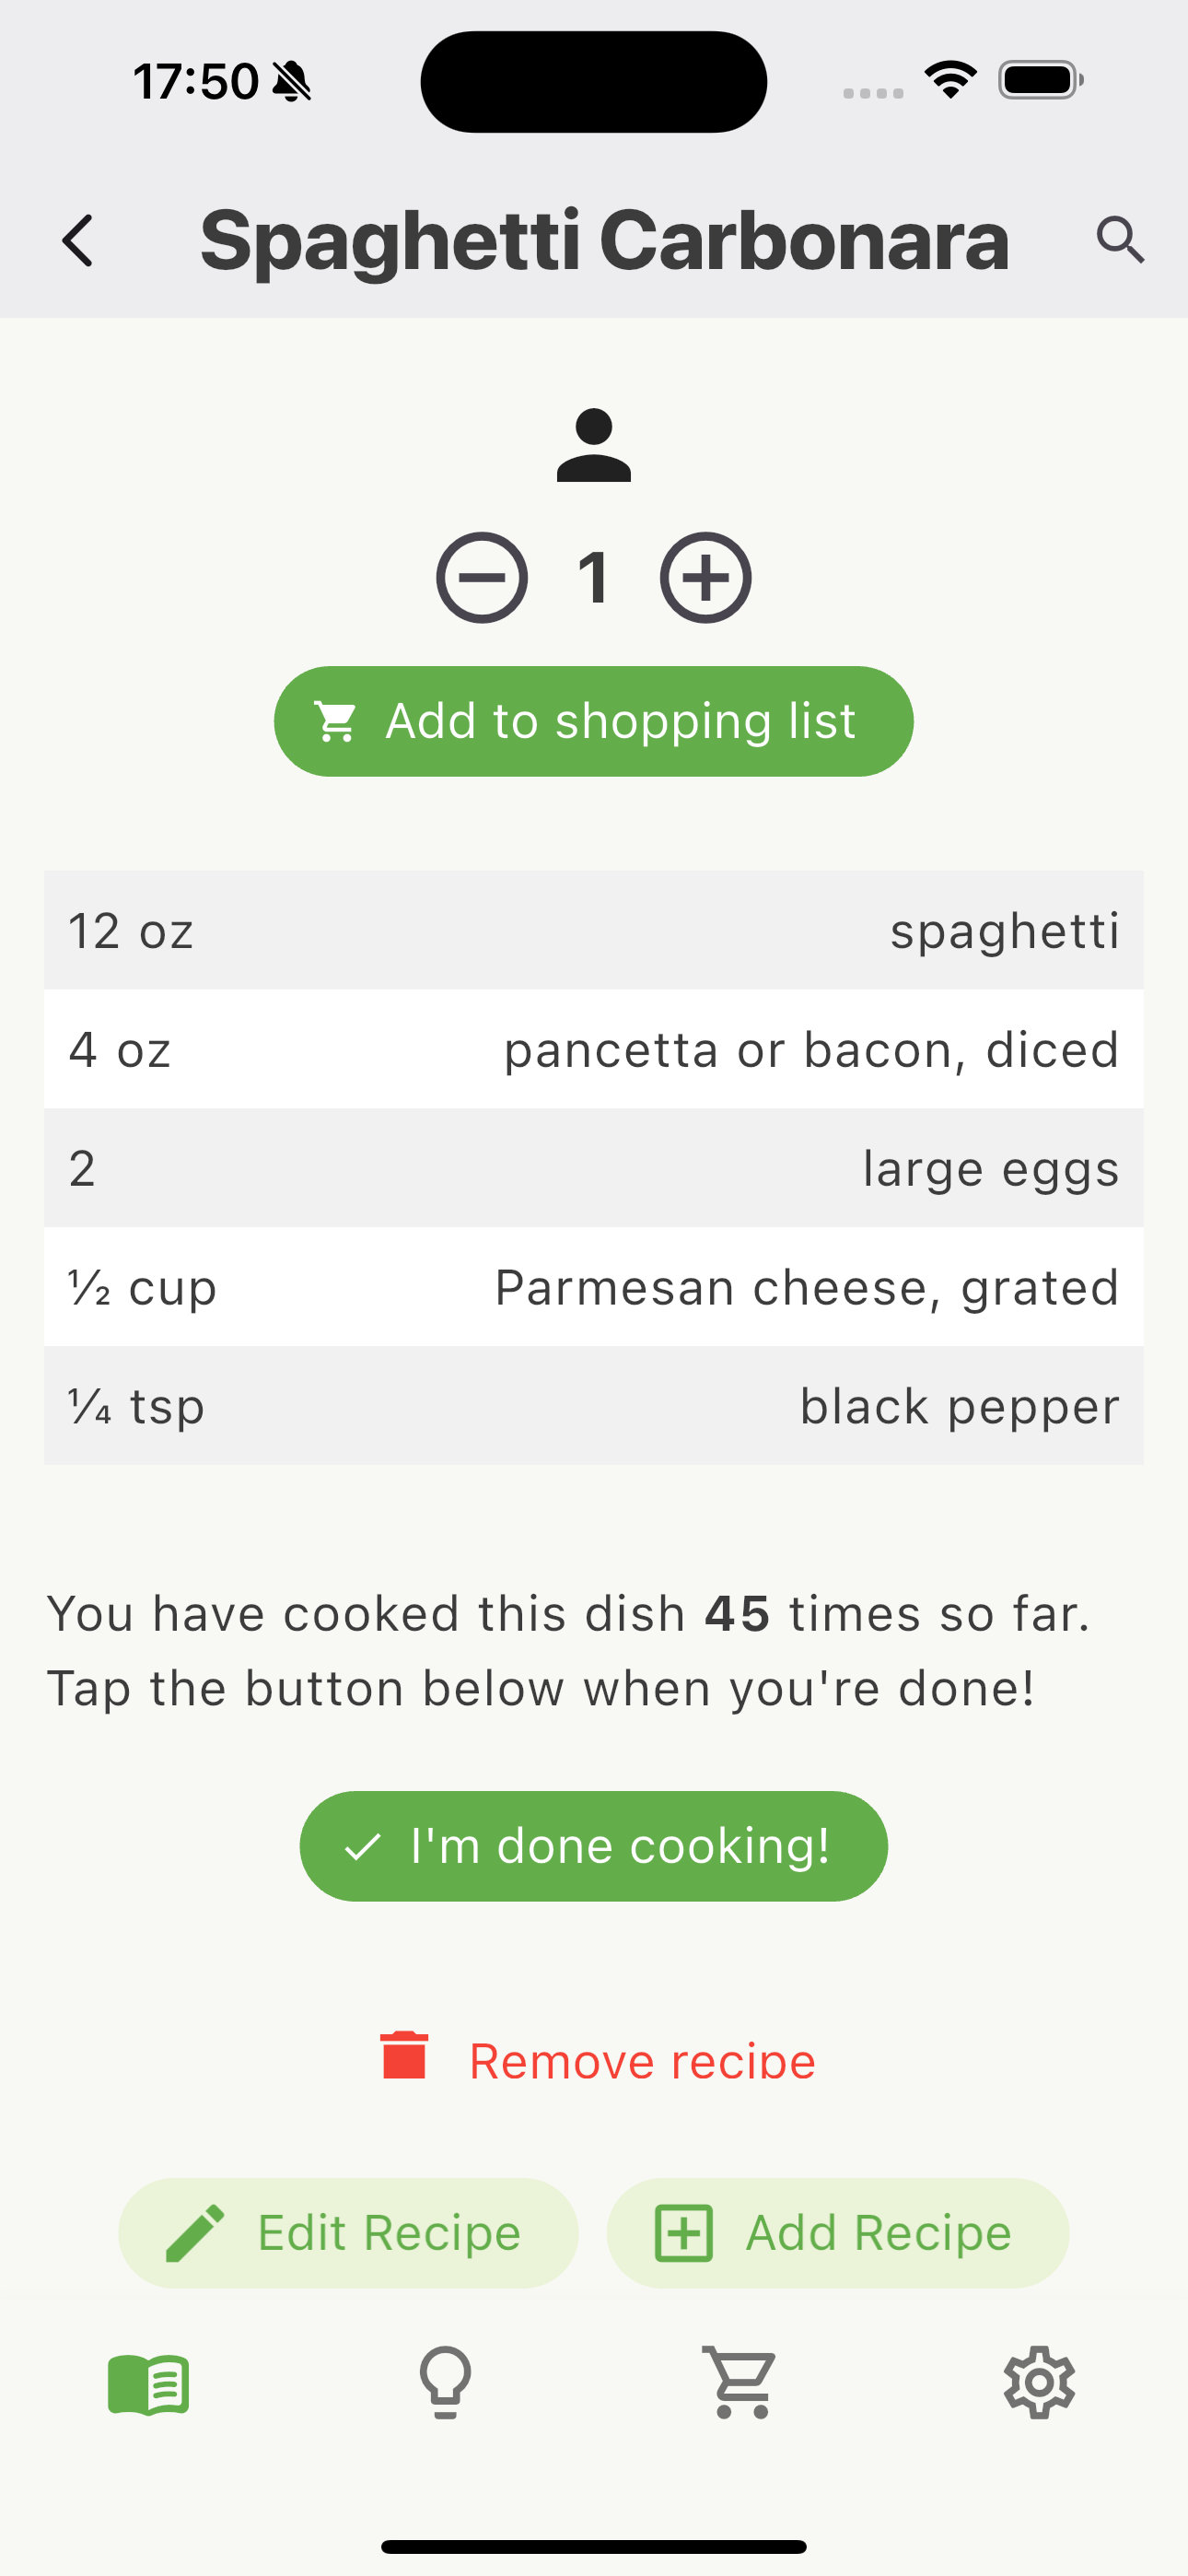 17:50
Spaghetti Carbonara
1
Add to shopping list
12 oz spaghetti
4 oz pancetta or bacon, diced
2 large eggs
½ cup Parmesan cheese, grated
¼ tsp black pepper
You have cooked this dish 45 times so far.
Tap the button below when you're done!
I'm done cooking!
Remove recipe
Edit Recipe Add Recipe